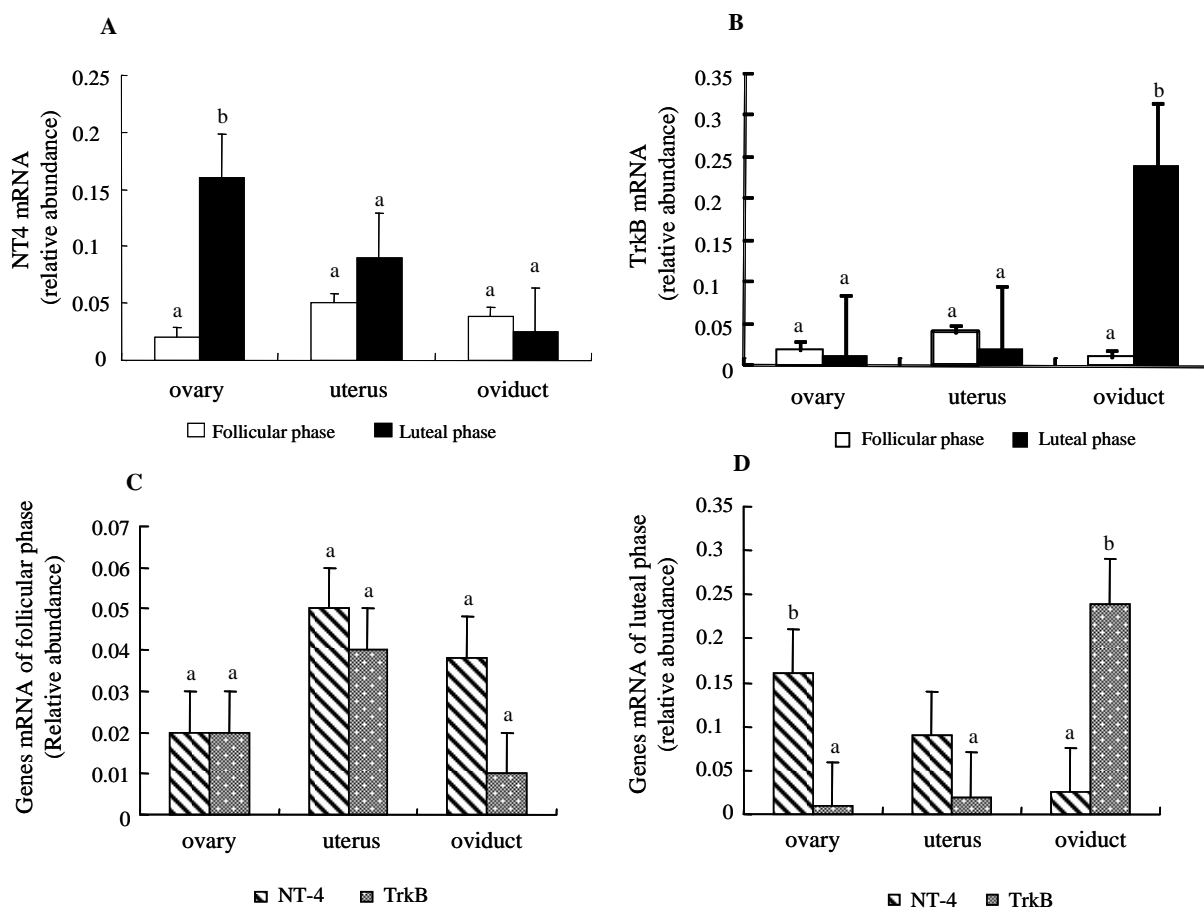 A
NT4 mRNA
(relative abundance)
0.25
0.2
0.15
0.1
0.05
0
a
b
a
a
a
a
ovary
uterus
oviduct
Follicular phase
Luteal phase
B
TrkB mRNA
(relative abundance)
0.35
0.3
0.25
0.2
0.15
0.1
0.05
0
a
a
a
a
a
b
ovary
uterus
oviduct
Follicular phase
Luteal phase
C
Genes mRNA of follicular phase
(Relative abundance)
0.07
0.06
0.05
0.04
0.03
0.02
0.01
0
a
a
a
a
a
a
ovary
uterus
oviduct
NT-4
TrkB
D
Genes mRNA of luteal phase
(relative abundance)
0.35
0.3
0.25
0.2
0.15
0.1
0.05
0
b
a
a
a
a
b
ovary
uterus
oviduct
NT-4
TrkB